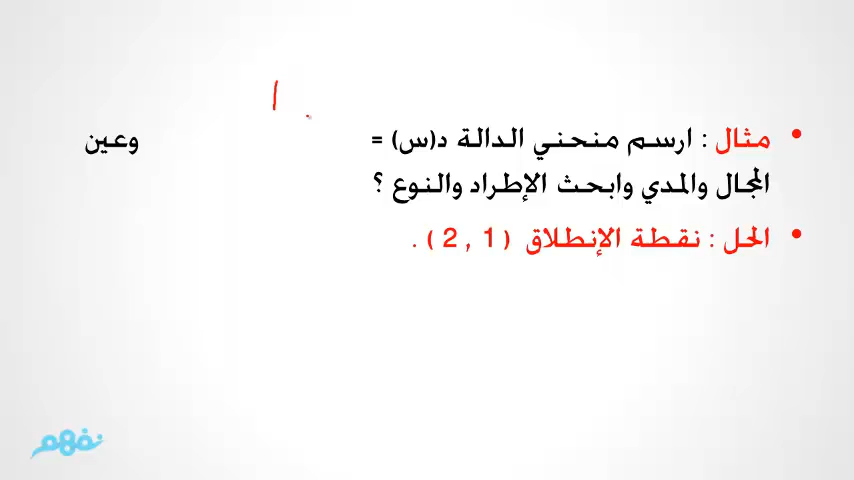 مثال : ارسم منحني الدالة د(س) = وعين
المجال والمدي وابحث الإطراد والنوع ؟
الحل : نقطة الإنطلاق ( 1 , 2 ) .
نفهم